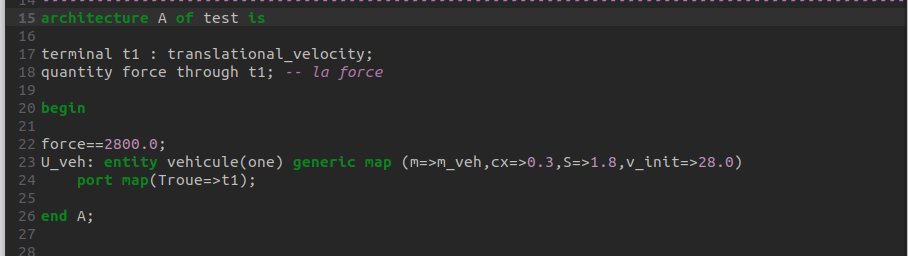 14 --------------------------------------------------------------------------------
15 architecture A of test is
16
17 terminal t1 : translational_velocity;
18 quantity force through t1; -- la force
19
20 begin
21
22 force==2800.0;
23 U_veh: entity vehicule(one) generic map (m=>m_veh,cx=>0.3,S=>1.8,v_init=>28.0)
24     port map(Troue=>t1);
25
26 end A;
27
28